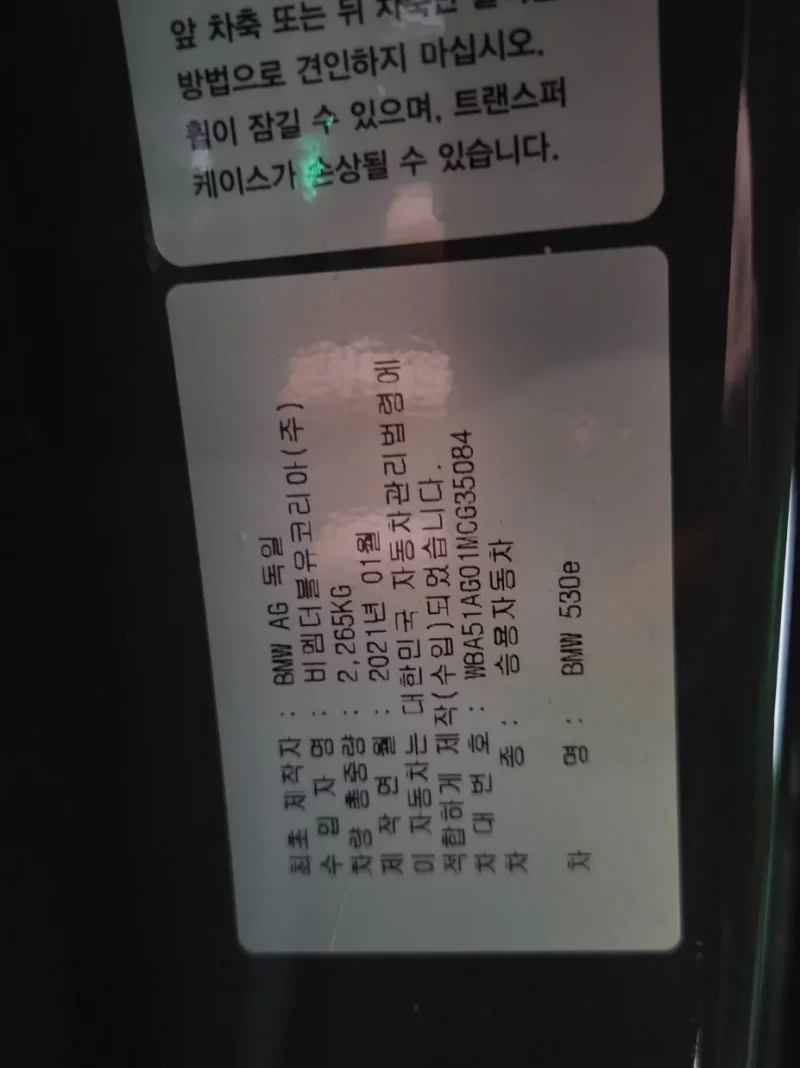 앞 차축 또는 뒤
방법으로 견인하지 마십시오.
휠이 잠길 수 있으며, 트랜스퍼
케이스가 손상될 수 있습니다.
최초 제작자 : BMW AG 독일
수 입 자 명 : 비엠더블유코리아(주)
차량 총중량 : 2,265KG
제 작 연 월 : 2021년 01월
이 자동차는 대한민국 자동차관리법령에
적합하게 제작(수입)되었습니다.
차 대 번 호 : WBA51AG01MCG35084
차 종 : 승용자동차
차 명 : BMW 530e